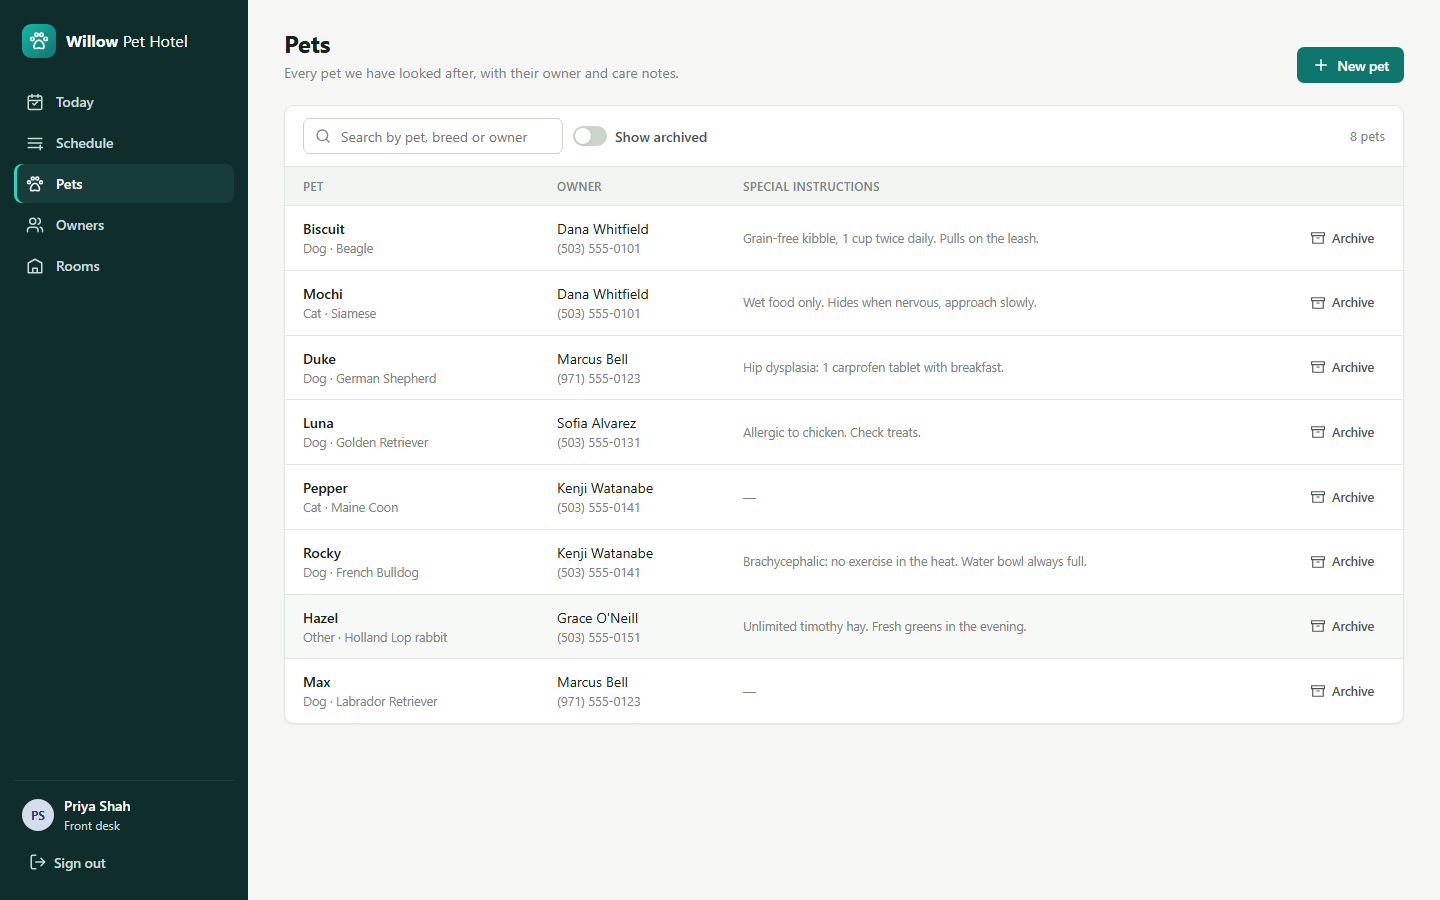 Willow Pet Hotel
Today
Schedule
Pets
Owners
Rooms
Priya Shah
PS
Front desk
Sign out
Pets
Every pet we have looked after, with their owner and care notes.
New pet
Search by pet, breed or owner
Show archived
8 pets
PET OWNER SPECIAL INSTRUCTIONS
Biscuit Dana Whitfield
Dog · Beagle (503) 555-0101
Grain-free kibble, 1 cup twice daily. Pulls on the leash. Archive
Mochi Dana Whitfield
Cat · Siamese (503) 555-0101
Wet food only. Hides when nervous, approach slowly. Archive
Duke Marcus Bell
Dog · German Shepherd (971) 555-0123
Hip dysplasia: 1 carprofen tablet with breakfast. Archive
Luna Sofia Alvarez
Dog · Golden Retriever (503) 555-0131
Allergic to chicken. Check treats. Archive
Pepper Kenji Watanabe
Cat · Maine Coon (503) 555-0141
— Archive
Rocky Kenji Watanabe
Dog · French Bulldog (503) 555-0141
Brachycephalic: no exercise in the heat. Water bowl always full. Archive
Hazel Grace O'Neill
Other · Holland Lop rabbit (503) 555-0151
Unlimited timothy hay. Fresh greens in the evening. Archive
Max Marcus Bell
Dog · Labrador Retriever (971) 555-0123
— Archive